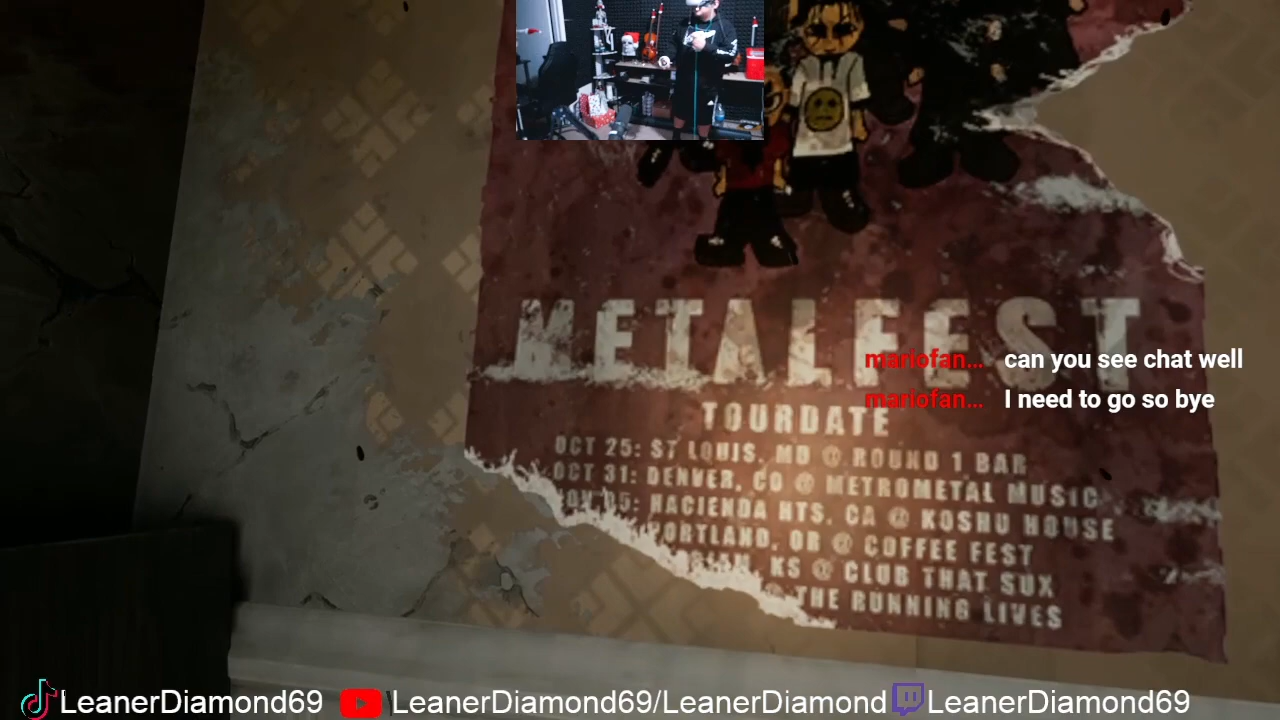 METALFEST
mariofan... can you see chat well
mariofan... I need to go so bye
TOURDATE
OCT 25: ST LOUIS, MO @ ROUND 1 BAR
OCT 31: DENVER, CO @ METROMETAL MUSIC
NOV 05: HACIENDA HTS, CA @ KOSHU HOUSE
PORTLAND, OR @ COFFEE FEST
KS @ CLUB THAT SUX
@ THE RUNNING LIVES
LeanerDiamond69 \LeanerDiamond69/LeanerDiamond LeanerDiamond69